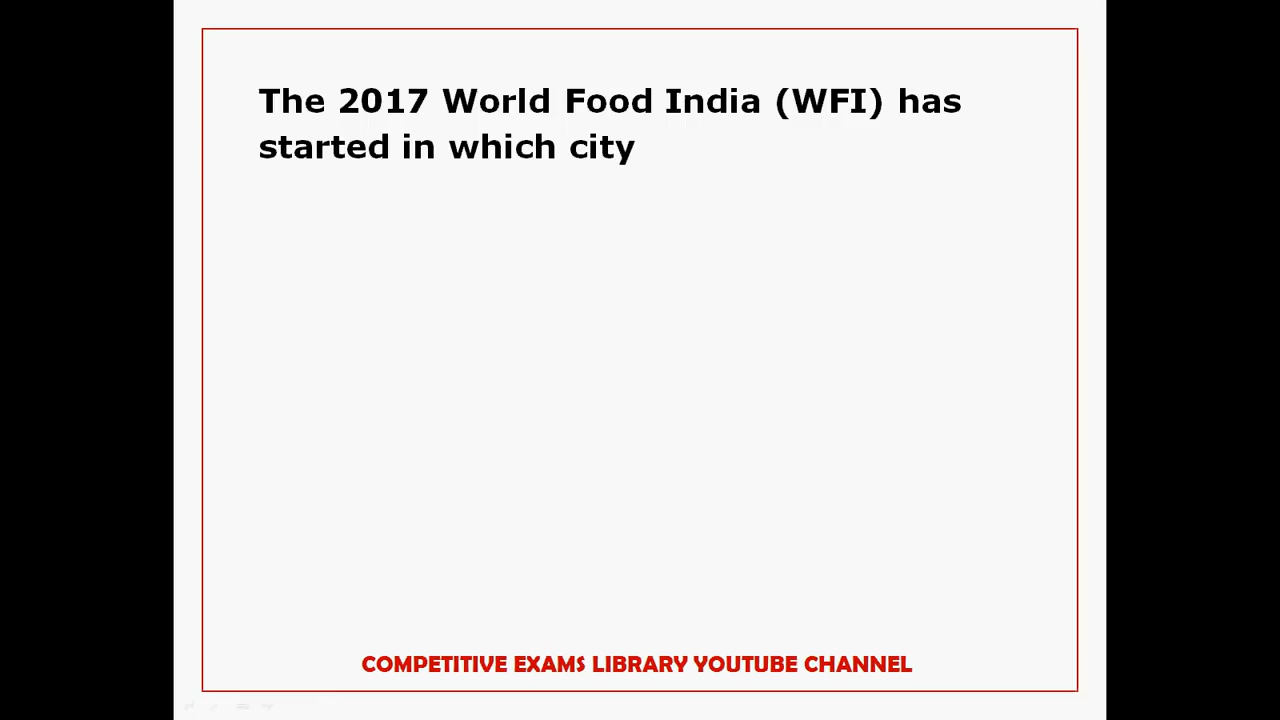 The 2017 World Food India (WFI) has
started in which city
COMPETITIVE EXAMS LIBRARY YOUTUBE CHANNEL